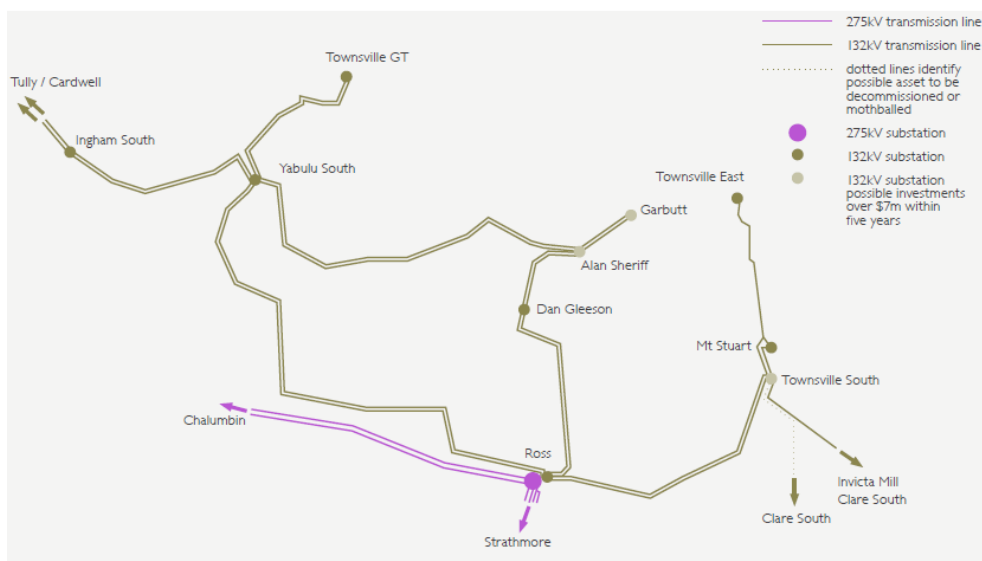 275kV transmission line
132kV transmission line
dotted lines identify
possible asset to be
decommissioned or
mothballed
275kV substation
132kV substation
132kV substation
possible investments
over $7m within
five years
Townsville GT
Tully / Cardwell
Ingham South
Yabulu South
Townsville East
Garbutt
Alan Sheriff
Dan Gleeson
Mt Stuart
Townsville South
Chalumbin
Ross
Invicta Mill
Clare South
Clare South
Strathmore